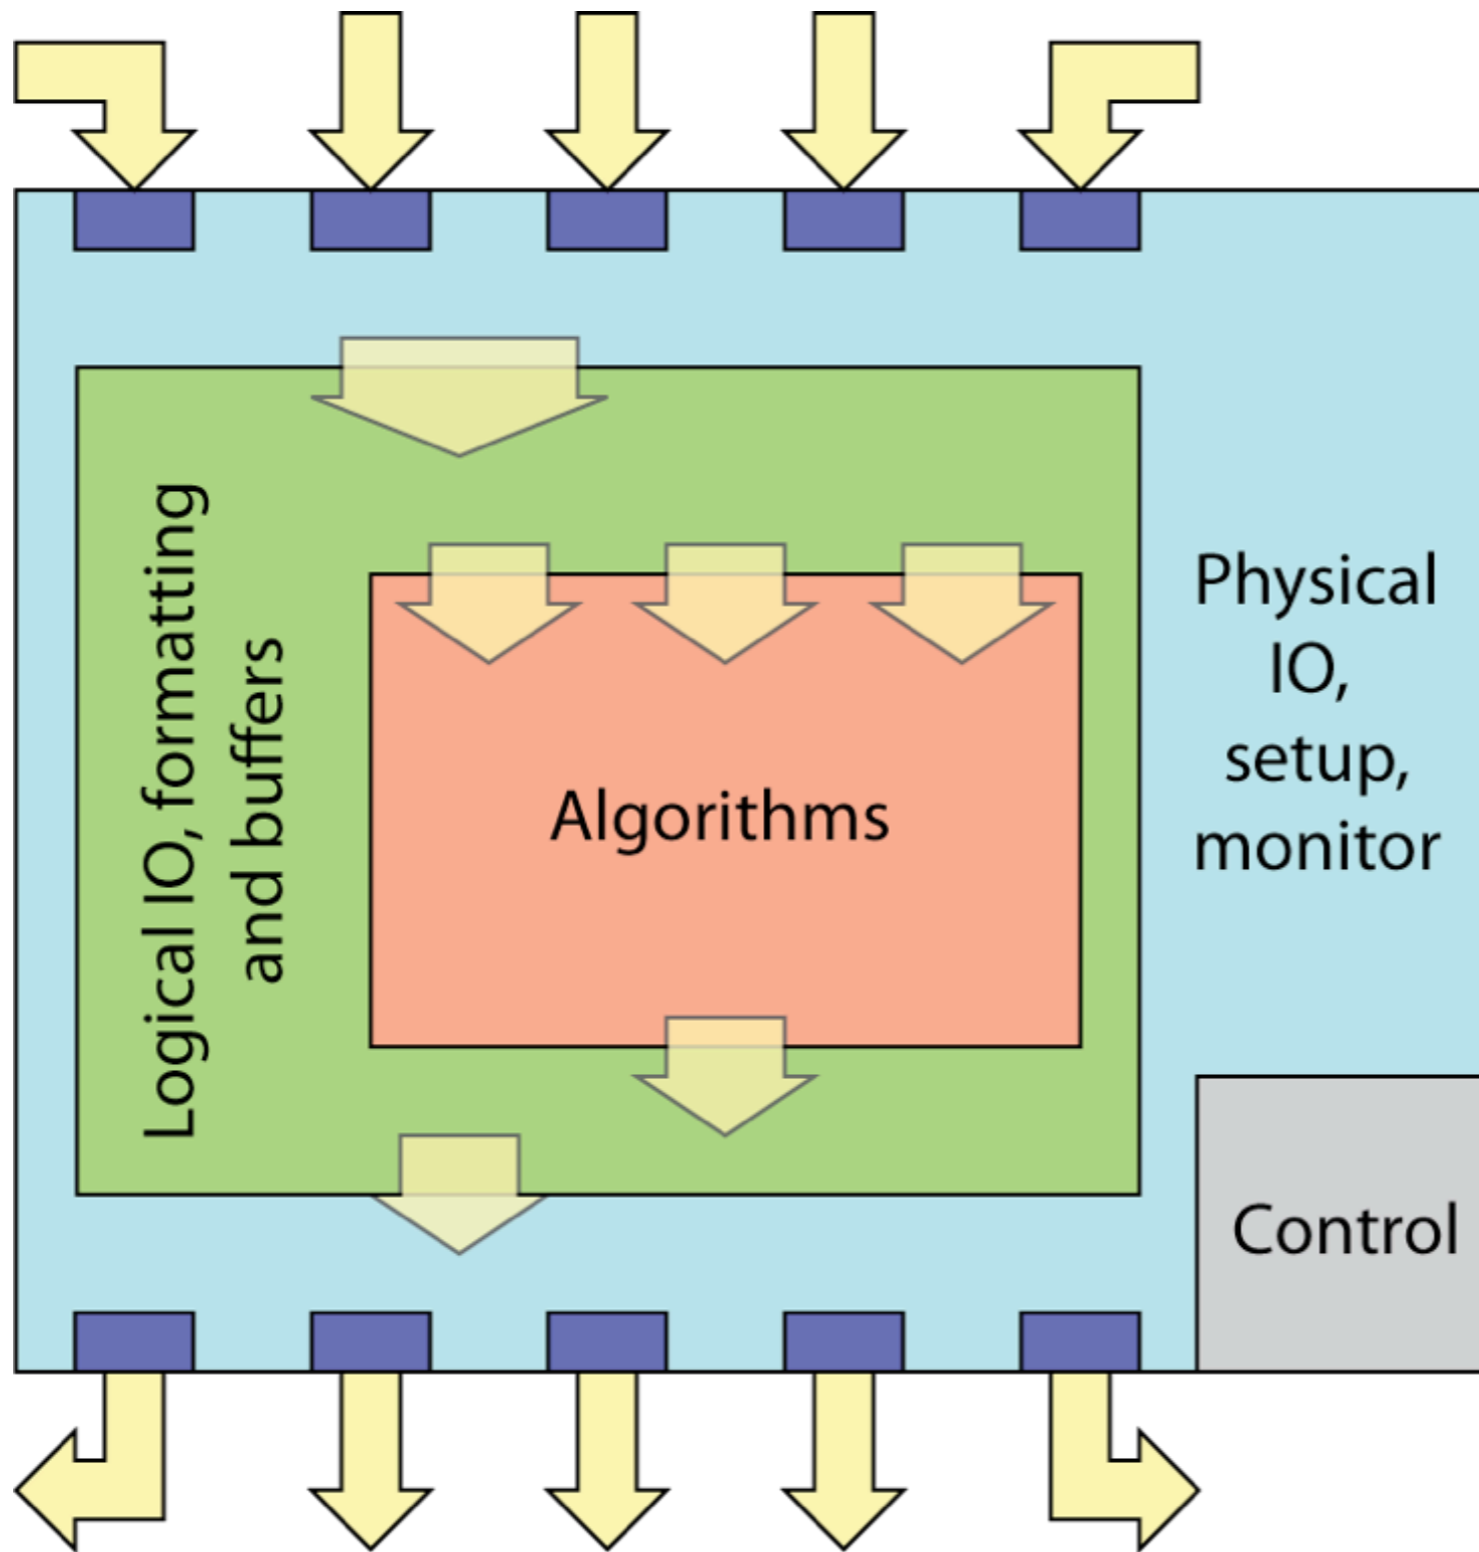 Logical IO, formatting
and buffers
Algorithms
Physical
IO,
setup,
monitor
Control